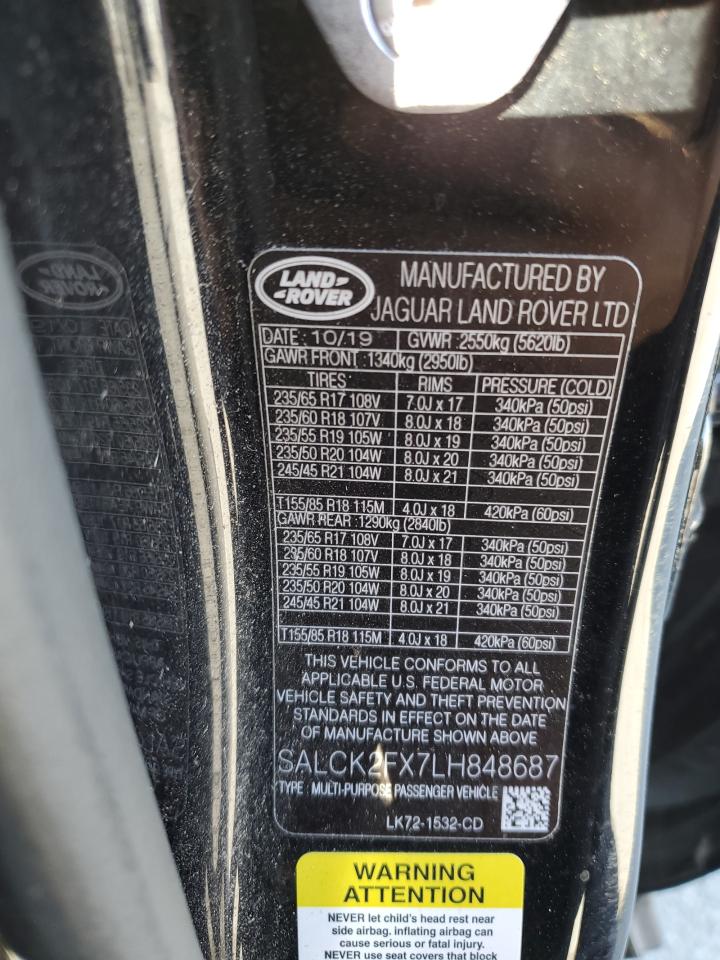 LAND ROVER
MANUFACTURED BY
JAGUAR LAND ROVER LTD
DATE: 10/19 GVWR : 2550kg (5620lb)
GAWR FRONT : 1340kg (2950lb)
TIRES RIMS PRESSURE (COLD)
235/65 R17 108V 7.0J x 17 340kPa (50psi)
235/60 R18 107V 8.0J x 18 340kPa (50psi)
235/55 R19 105W 8.0J x 19 340kPa (50psi)
235/50 R20 104W 8.0J x 20 340kPa (50psi)
245/45 R21 104W 8.0J x 21 340kPa (50psi)
T155/85 R18 115M 4.0J x 18 420kPa (60psi)
GAWR REAR : 1290kg (2840lb)
235/65 R17 108V 7.0J x 17 340kPa (50psi)
235/60 R18 107V 8.0J x 18 340kPa (50psi)
235/55 R19 105W 8.0J x 19 340kPa (50psi)
235/50 R20 104W 8.0J x 20 340kPa (50psi)
245/45 R21 104W 8.0J x 21 340kPa (50psi)
T155/85 R18 115M 4.0J x 18 420kPa (60psi)
THIS VEHICLE CONFORMS TO ALL
APPLICABLE U.S. FEDERAL MOTOR
VEHICLE SAFETY AND THEFT PREVENTION
STANDARDS IN EFFECT ON THE DATE
OF MANUFACTURE SHOWN ABOVE
SALCK2FX7LH848687
TYPE : MULTI-PURPOSE PASSENGER VEHICLE
LK72-1532-CD
WARNING
ATTENTION
NEVER let child's head rest near
side airbag. inflating airbag can
cause serious or fatal injury.
NEVER use seat covers that block